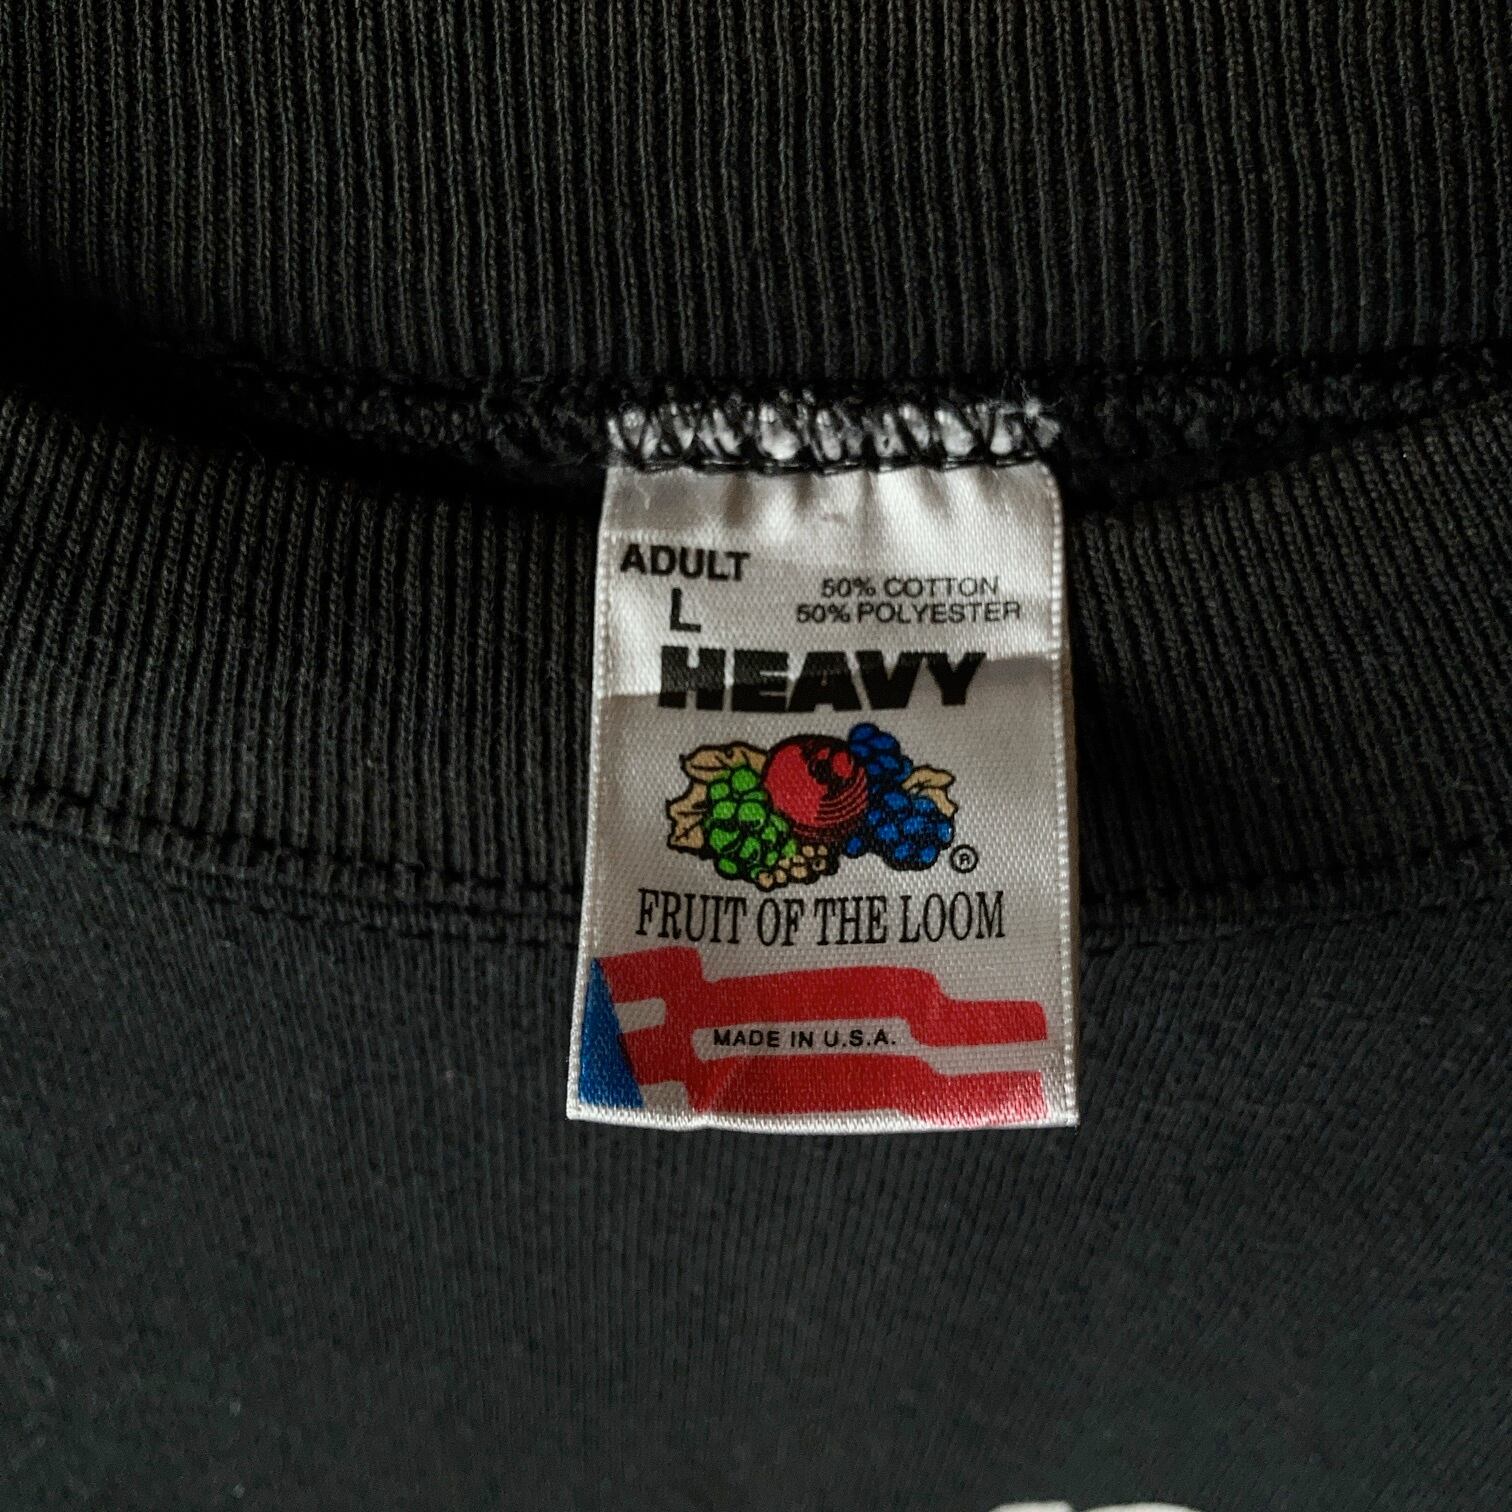 ADULT
L
50% COTTON
50% POLYESTER
HEAVY
®
FRUIT OF THE LOOM
MADE IN U.S.A.